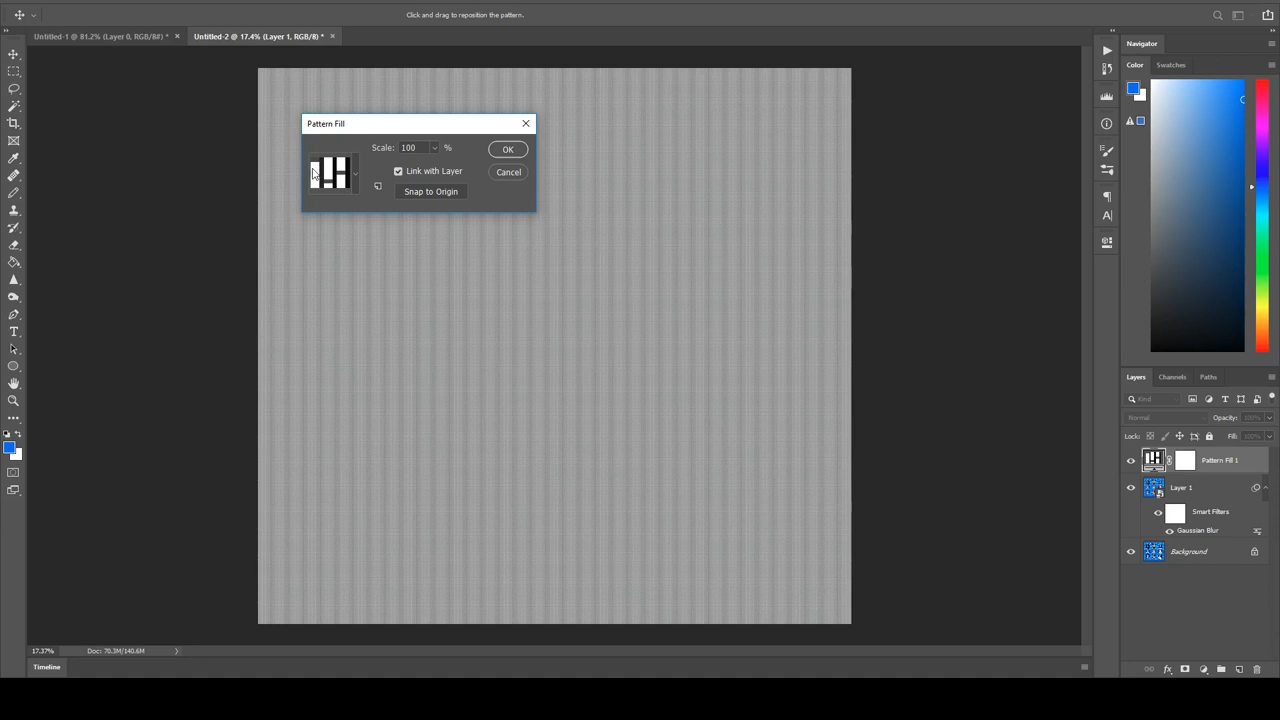 Click and drag to reposition the pattern.
Untitled-1 @ 81.2% (Layer 0, RGB/8#) * ×
Untitled-2 @ 17.4% (Layer 1, RGB/8) * ×
Navigator
Color Swatches
Pattern Fill
Scale: 100 %
OK
Link with Layer
Cancel
Snap to Origin
Layers Channels Paths
Kind
Normal Opacity: 100%
Lock: Fill: 100%
Pattern Fill 1
Layer 1
Smart Filters
Gaussian Blur
Background
17.37% Doc: 70.3M/140.6M
Timeline